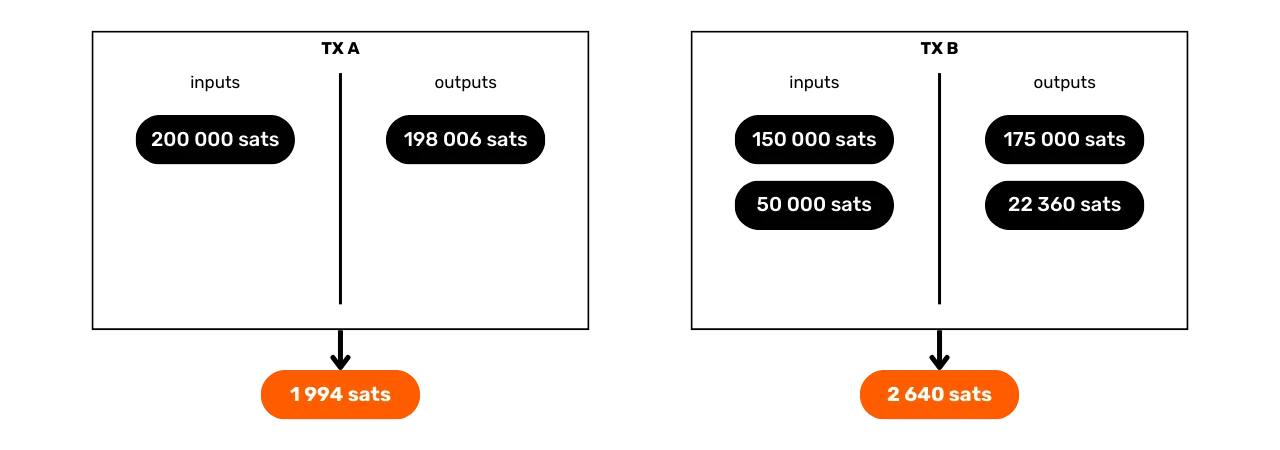 TX A
inputs
outputs
200 000 sats
198 006 sats
1 994 sats
TX B
inputs
outputs
150 000 sats
175 000 sats
50 000 sats
22 360 sats
2 640 sats